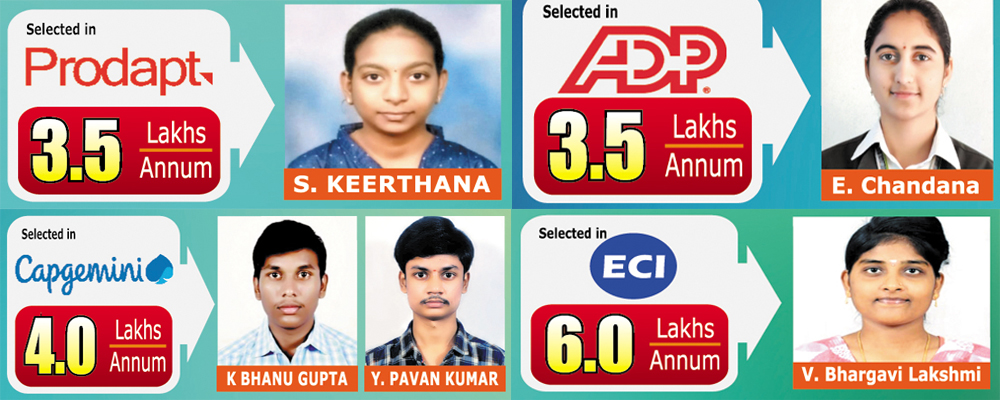 Selected in
Prodapt
3.5 Lakhs
Annum
S. KEERTHANA
Selected in
ADP
3.5 Lakhs
Annum
E. Chandana
Selected in
Capgemini
4.0 Lakhs
Annum
K BHANU GUPTA
Y. PAVAN KUMAR
Selected in
ECI
6.0 Lakhs
Annum
V. Bhargavi Lakshmi